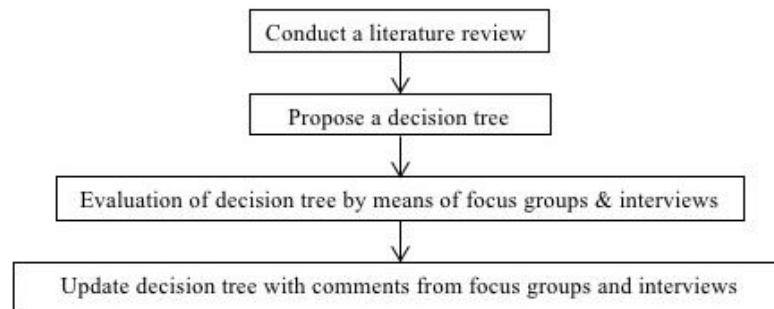 Conduct a literature review
Propose a decision tree
Evaluation of decision tree by means of focus groups & interviews
Update decision tree with comments from focus groups and interviews